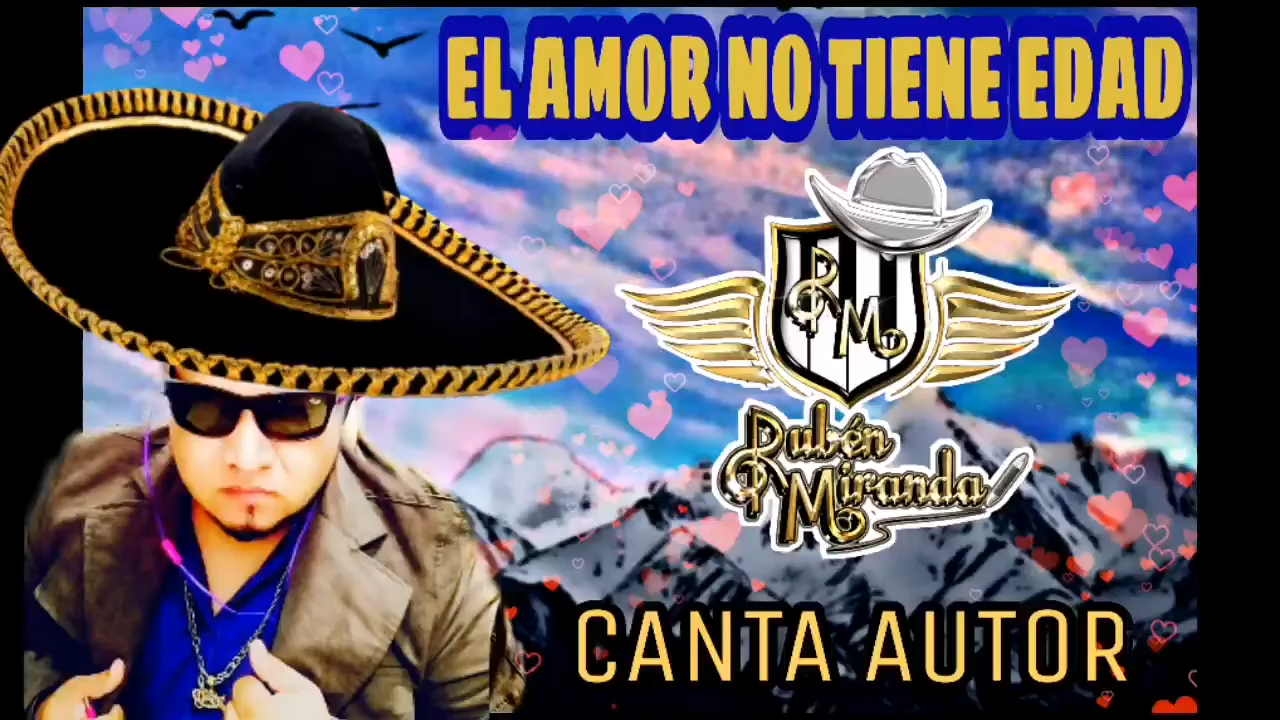 EL AMOR NO TIENE EDAD
RM
Rubén
Miranda
CANTA AUTOR